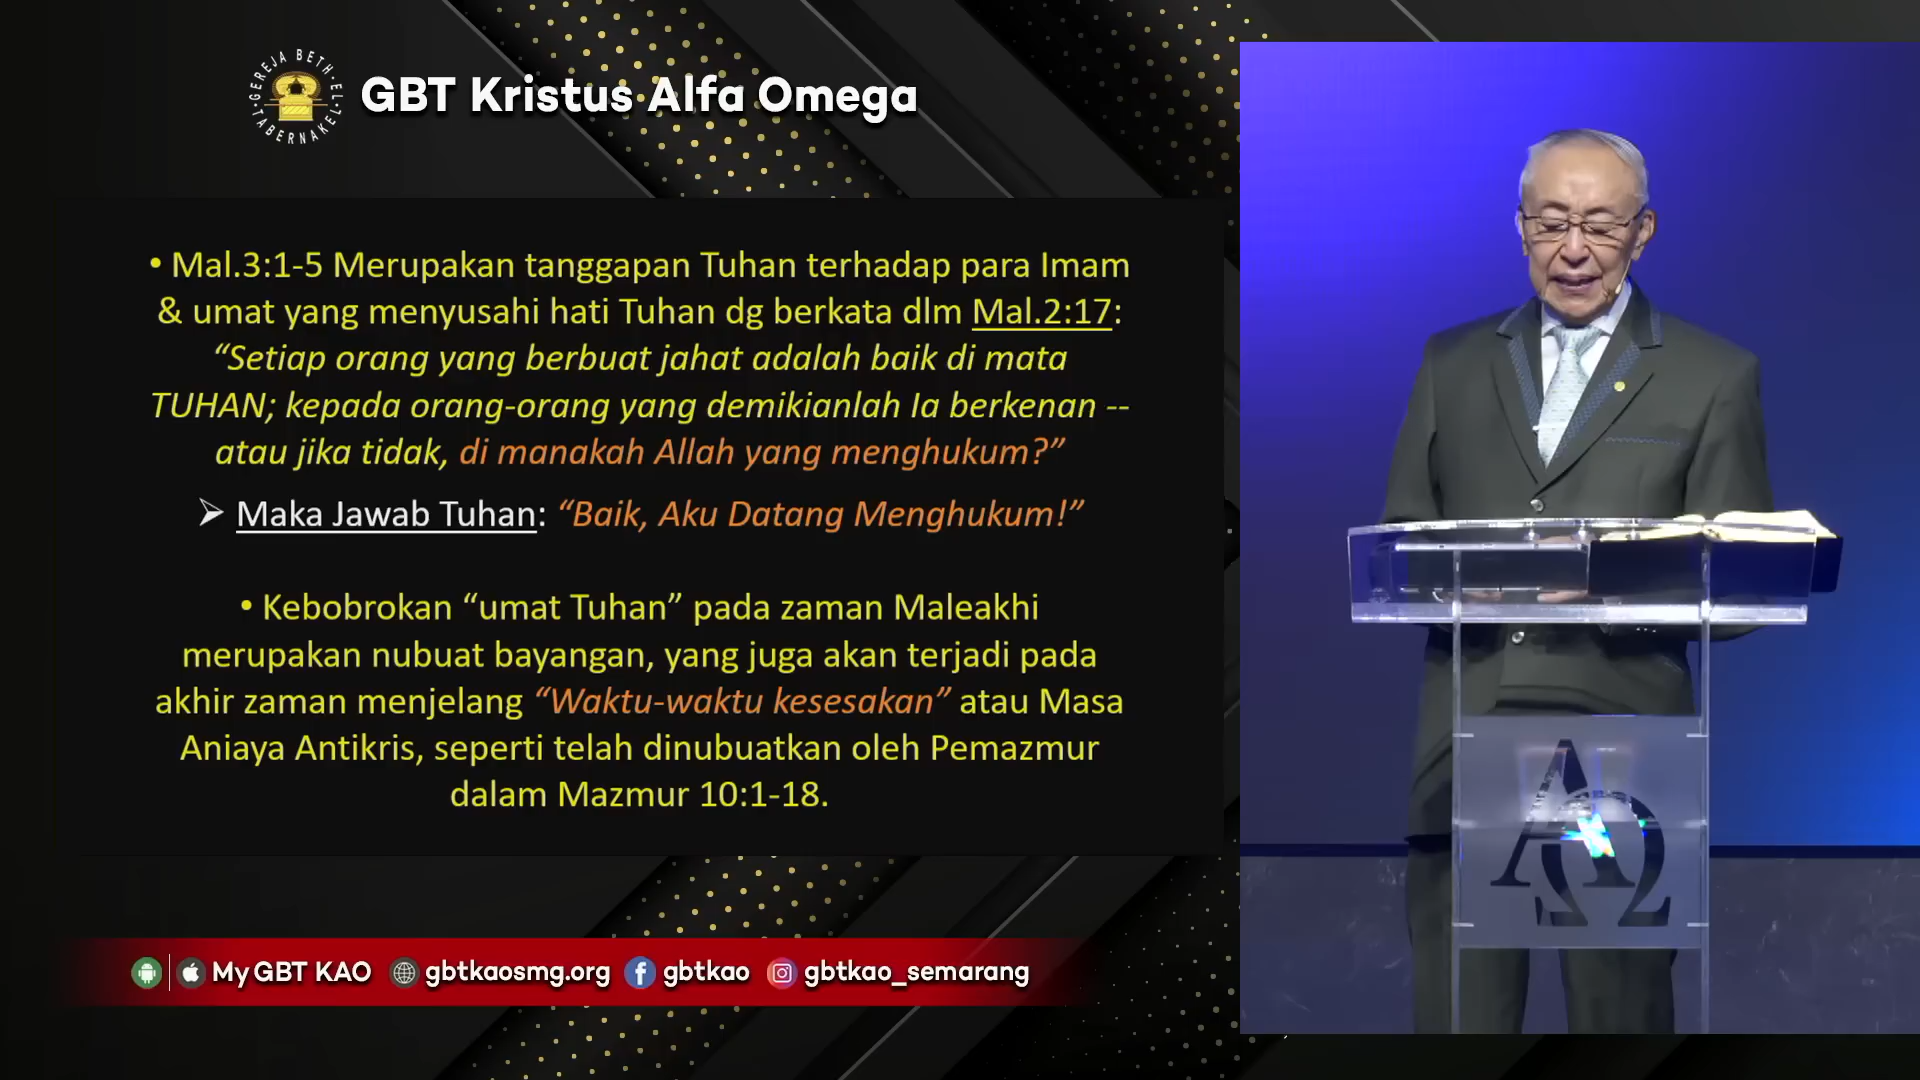 GEREJA BETH-EL
TABERNAKEL
GBT Kristus Alfa Omega
• Mal.3:1-5 Merupakan tanggapan Tuhan terhadap para Imam
& umat yang menyusahi hati Tuhan dg berkata dlm Mal.2:17:
“Setiap orang yang berbuat jahat adalah baik di mata
TUHAN; kepada orang-orang yang demikianlah Ia berkenan --
atau jika tidak, di manakah Allah yang menghukum?”
➢ Maka Jawab Tuhan: “Baik, Aku Datang Menghukum!”
• Kebobrokan “umat Tuhan” pada zaman Maleakhi
merupakan nubuat bayangan, yang juga akan terjadi pada
akhir zaman menjelang “Waktu-waktu kesesakan” atau Masa
Aniaya Antikris, seperti telah dinubuatkan oleh Pemazmur
dalam Mazmur 10:1-18.
My GBT KAO gbtkaosmg.org gbtkao gbtkao_semarang
ΑΩ